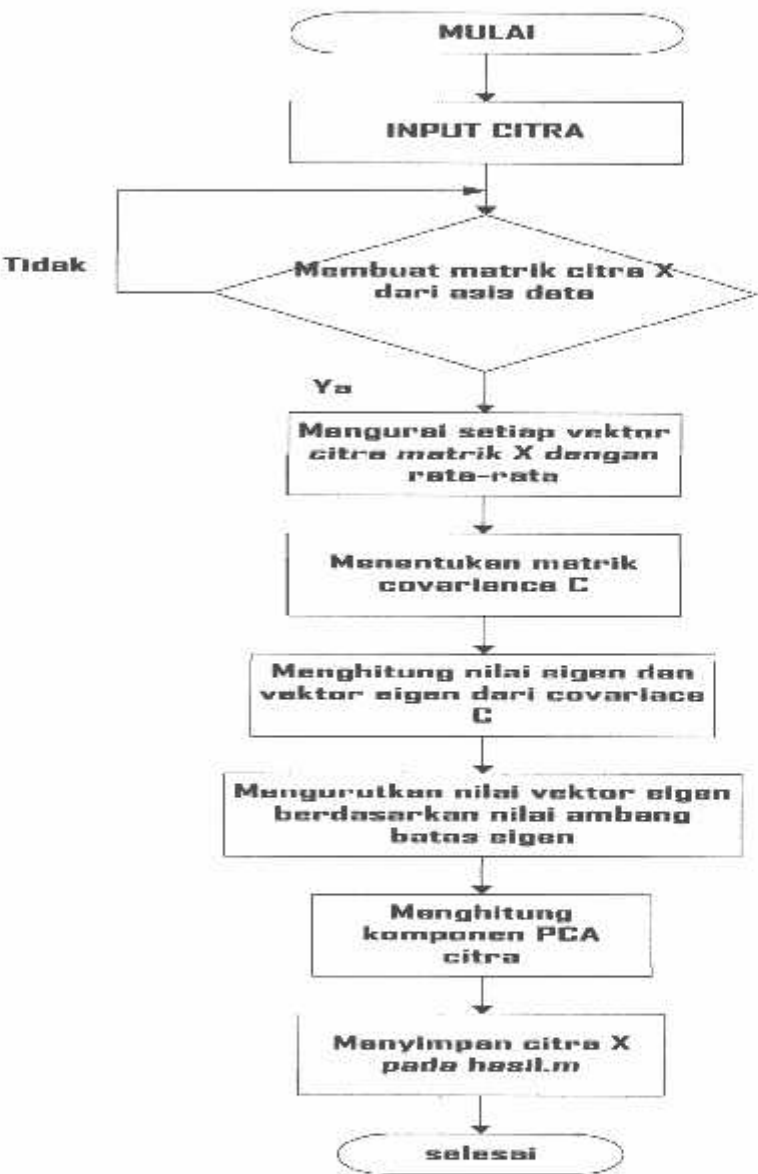 MULAI
INPUT CITRA
Tidak
Membuat matrik citra X
dari asis data
Ya
Mengurai setiap vektor
citra matrik X dengan
rata-rata
Menentukan matrik
covariance C
Menghitung nilai eigen dan
vektor eigen dari covariace
C
Mengurutkan nilai vektor eigen
berdasarkan nilai ambang
batas eigen
Menghitung
komponen PCA
citra
Menyimpan citra X
pada hasil.m
selesai